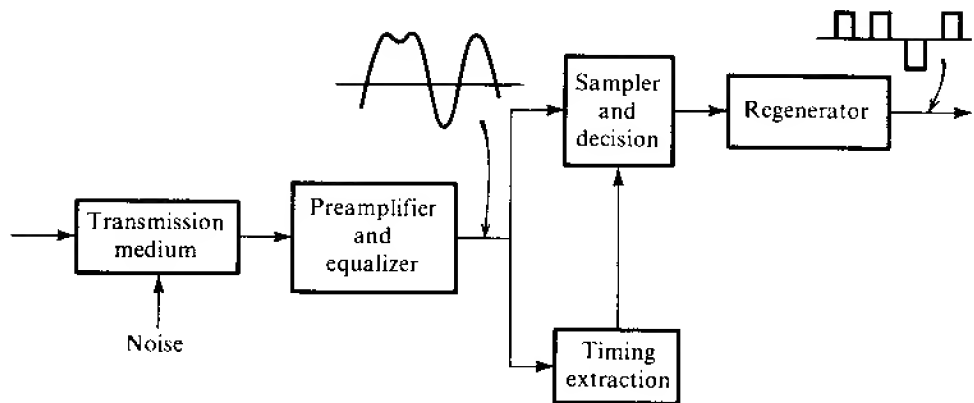 Sampler
and
decision
Regenerator
Preamplifier
and
equalizer
Transmission
medium
Noise
Timing
extraction